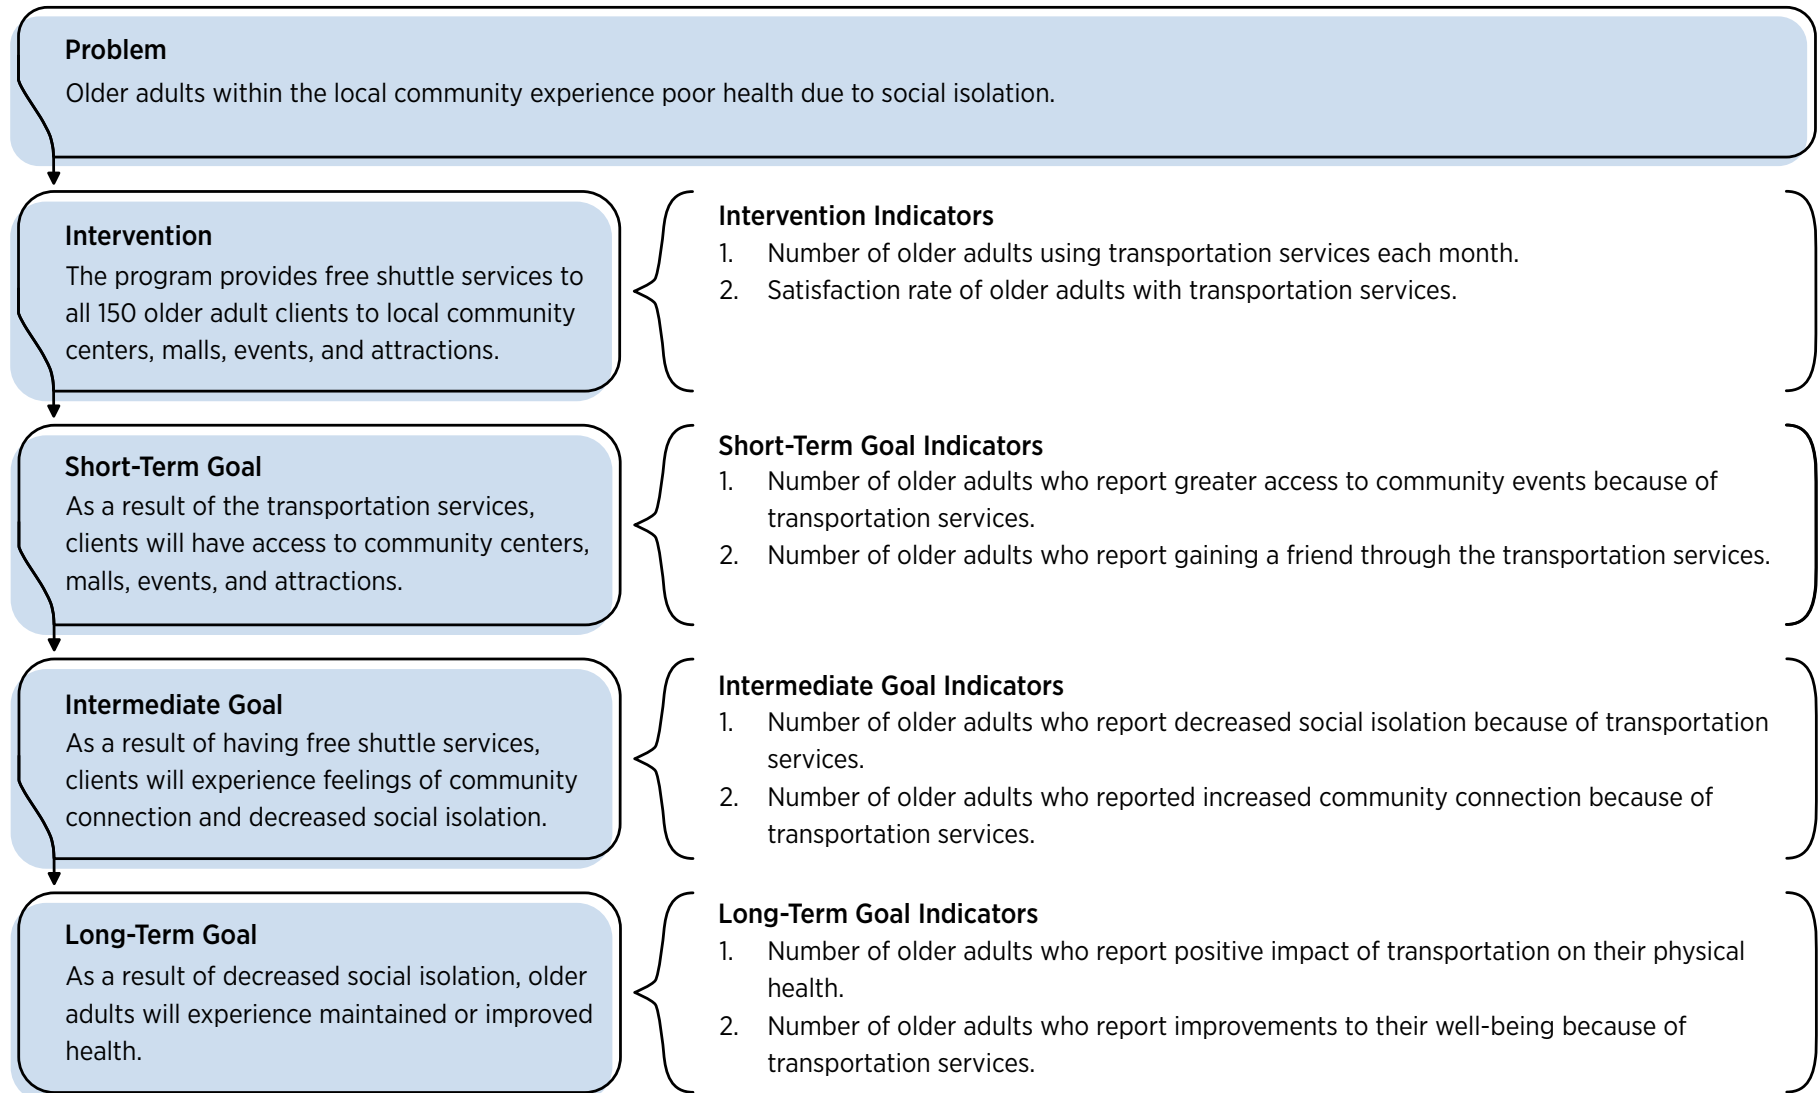 Problem
Older adults within the local community experience poor health due to social isolation.
Intervention
The program provides free shuttle services to
all 150 older adult clients to local community
centers, malls, events, and attractions.
Intervention Indicators
1. Number of older adults using transportation services each month.
2. Satisfaction rate of older adults with transportation services.
Short-Term Goal
As a result of the transportation services,
clients will have access to community centers,
malls, events, and attractions.
Short-Term Goal Indicators
1. Number of older adults who report greater access to community events because of
transportation services.
2. Number of older adults who report gaining a friend through the transportation services.
Intermediate Goal
As a result of having free shuttle services,
clients will experience feelings of community
connection and decreased social isolation.
Intermediate Goal Indicators
1. Number of older adults who report decreased social isolation because of transportation
services.
2. Number of older adults who reported increased community connection because of
transportation services.
Long-Term Goal
As a result of decreased social isolation, older
adults will experience maintained or improved
health.
Long-Term Goal Indicators
1. Number of older adults who report positive impact of transportation on their physical
health.
2. Number of older adults who report improvements to their well-being because of
transportation services.